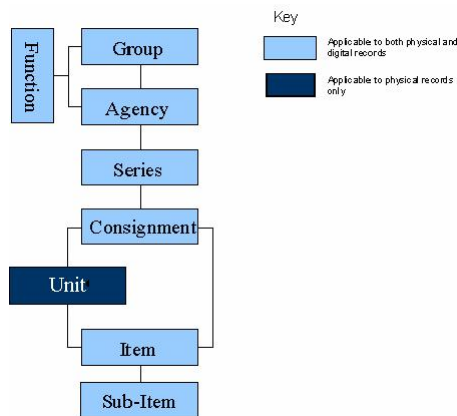 Key
Applicable to both physical and
digital records
Applicable to physical records
only
Function
Group
Agency
Series
Consignment
Unit
Item
Sub-Item